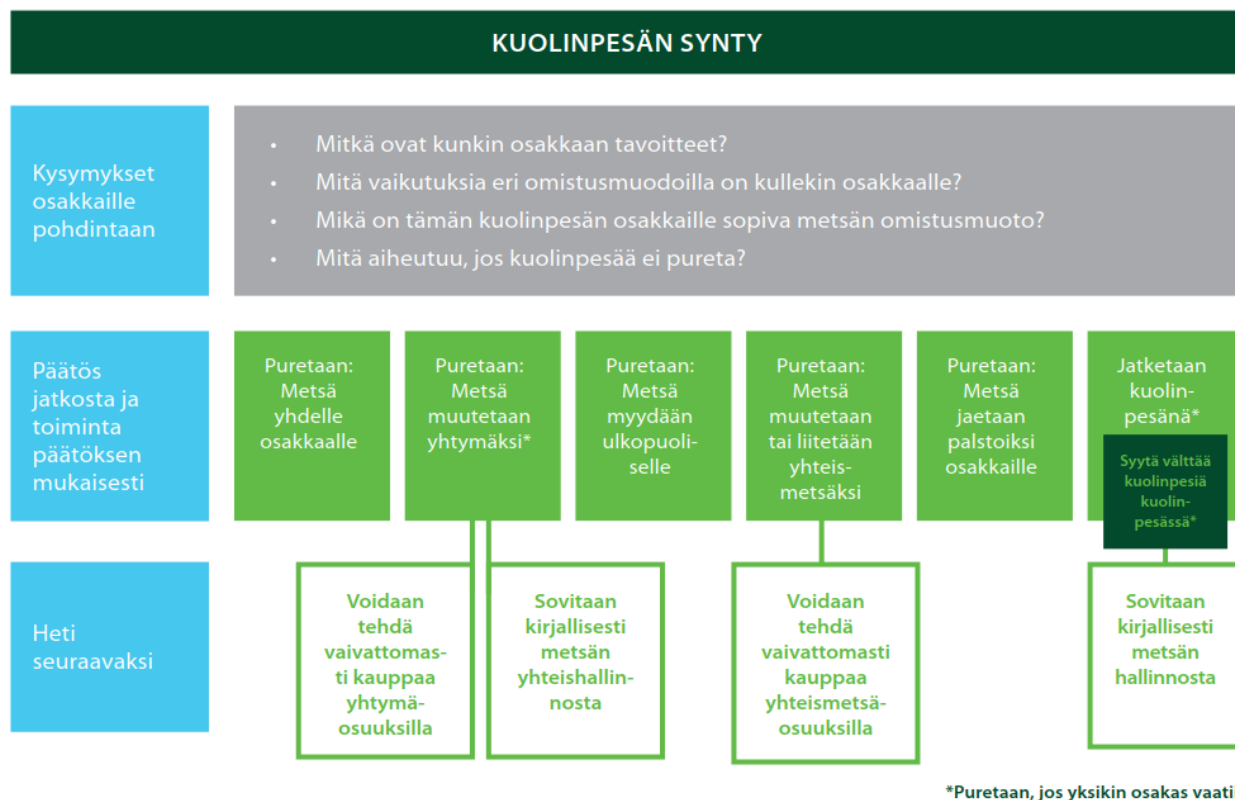 KUOLINPESÄN SYNTY
Kysymykset
osakkaille
pohdintaan
• Mitkä ovat kunkin osakkaan tavoitteet?
• Mitä vaikutuksia eri omistusmuodoilla on kullekin osakkaalle?
• Mikä on tämän kuolinpesän osakkaille sopiva metsän omistusmuoto?
• Mitä aiheutuu, jos kuolinpesää ei pureta?
Päätös
jatkosta ja
toiminta
päätöksen
mukaisesti
Puretaan:
Metsä
yhdelle
osakkaalle
Puretaan:
Metsä
muutetaan
yhtymäksi*
Puretaan:
Metsä
myydään
ulkopuoli-
selle
Puretaan:
Metsä
muutetaan
tai liitetään
yhteis-
metsäksi
Puretaan:
Metsä
jaetaan
palstoiksi
osakkaille
Jatketaan
kuolin-
pesänä*
Syytä välttää
kuolinpesiä
kuolin-
pesässä*
Heti
seuraavaksi
Voidaan
tehdä
vaivattomas-
ti kauppaa
yhtymä-
osuuksilla
Sovitaan
kirjallisesti
metsän
yhteishallin-
nosta
Voidaan
tehdä
vaivattomasti
kauppaa
yhteismetsä-
osuuksilla
Sovitaan
kirjallisesti
metsän
hallinnosta
*Puretaan, jos yksikin osakas vaatii